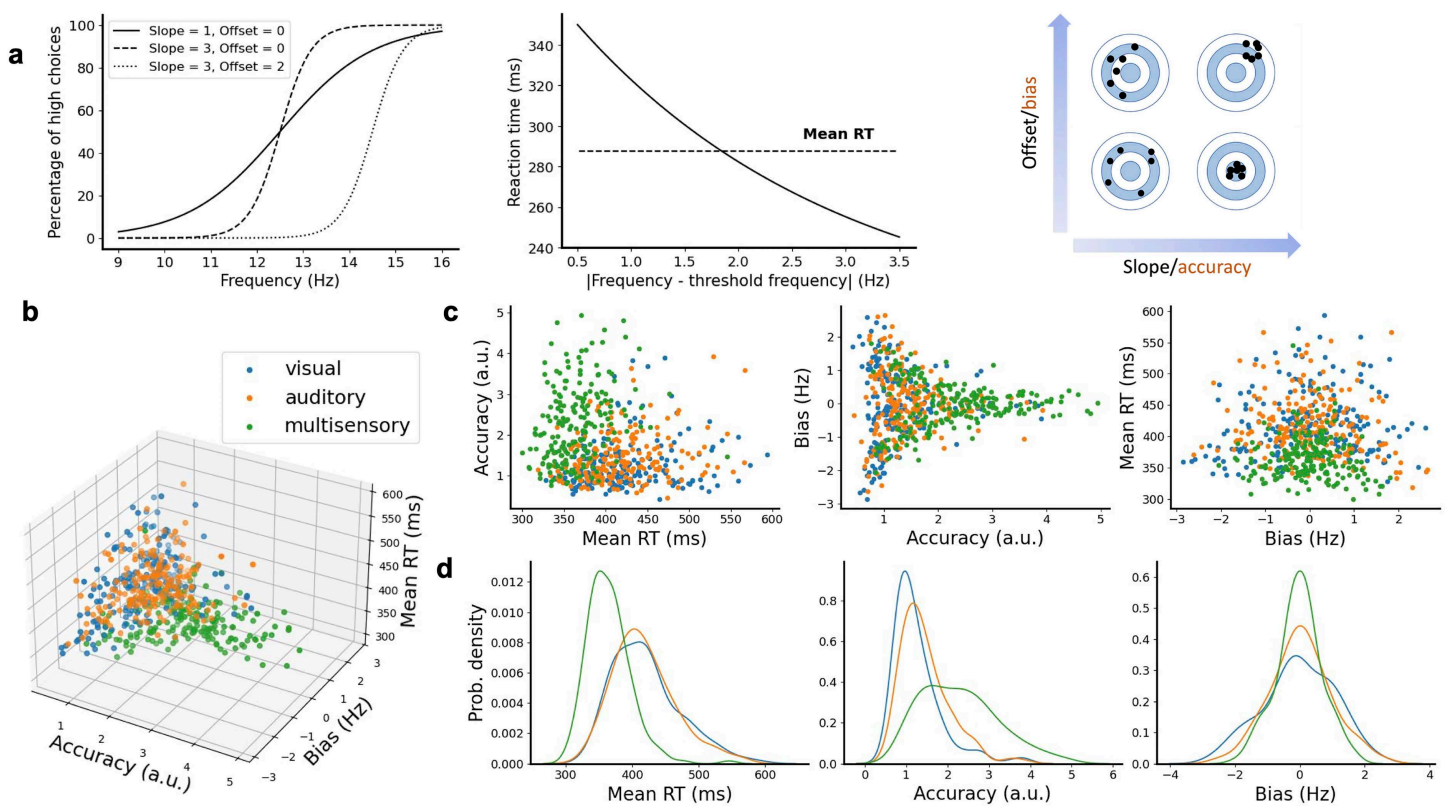 a
Percentage of high choices
100
80
60
40
20
0
Slope = 1, Offset = 0
Slope = 3, Offset = 0
Slope = 3, Offset = 2
9 10 11 12 13 14 15 16
Frequency (Hz)
Reaction time (ms)
340
320
300
280
260
240
Mean RT
0.5 1.0 1.5 2.0 2.5 3.0 3.5
|Frequency - threshold frequency| (Hz)
Offset/bias
Slope/accuracy
b
visual
auditory
multisensory
600
550
500
450
400
350
300
Mean RT (ms)
3
2
1
0
−1
−2
−3
Bias (Hz)
1 2 3 4 5
Accuracy (a.u.)
c
Accuracy (a.u.)
5
4
3
2
1
300 350 400 450 500 550 600
Mean RT (ms)
Bias (Hz)
2
1
0
−1
−2
−3
1 2 3 4 5
Accuracy (a.u.)
Mean RT (ms)
600
550
500
450
400
350
300
−3 −2 −1 0 1 2
Bias (Hz)
d
Prob. density
0.012
0.010
0.008
0.006
0.004
0.002
0.000
300 400 500 600
Mean RT (ms)
0.8
0.6
0.4
0.2
0.0
0 1 2 3 4 5 6
Accuracy (a.u.)
0.6
0.5
0.4
0.3
0.2
0.1
0.0
−4 −2 0 2 4
Bias (Hz)